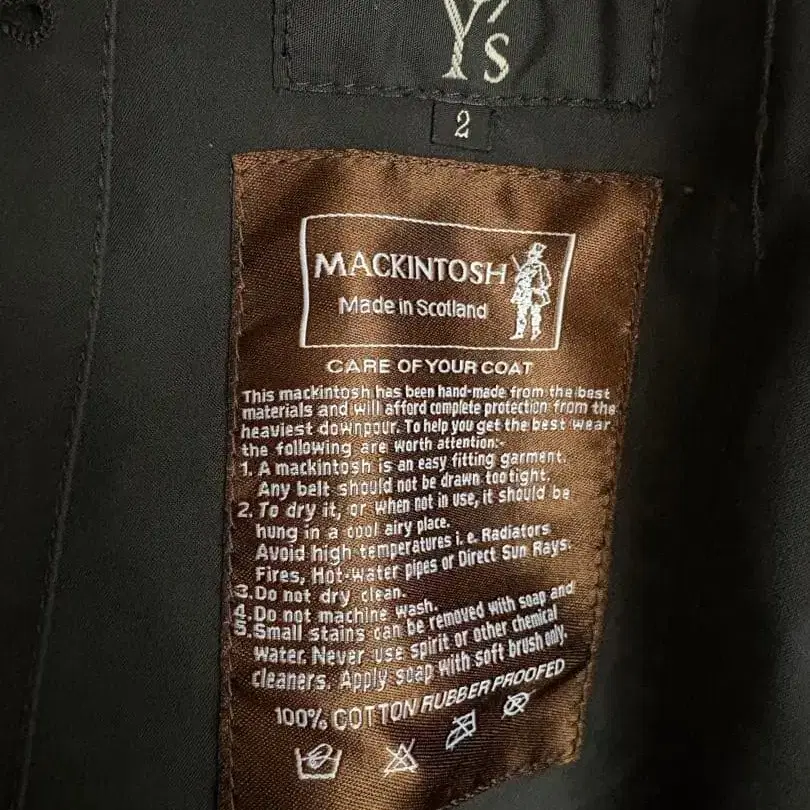 Y's
2
MACKINTOSH
Made in Scotland
CARE OF YOUR COAT
This mackintosh has been hand-made from the best
materials and will afford complete protection from the
heaviest downpour. To help you get the best wear
the following are worth attention:-
1. A mackintosh is an easy fitting garment.
Any belt should not be drawn too tight.
2. To dry it, or when not in use, it should be
hung in a cool airy place.
Avoid high temperatures i. e. Radiators
Fires, Hot-water pipes or Direct Sun Rays.
3. Do not dry clean.
4. Do not machine wash.
5. Small stains can be removed with soap and
water. Never use spirit or other chemical
cleaners. Apply soap with soft brush only.
100% COTTON RUBBER PROOFED